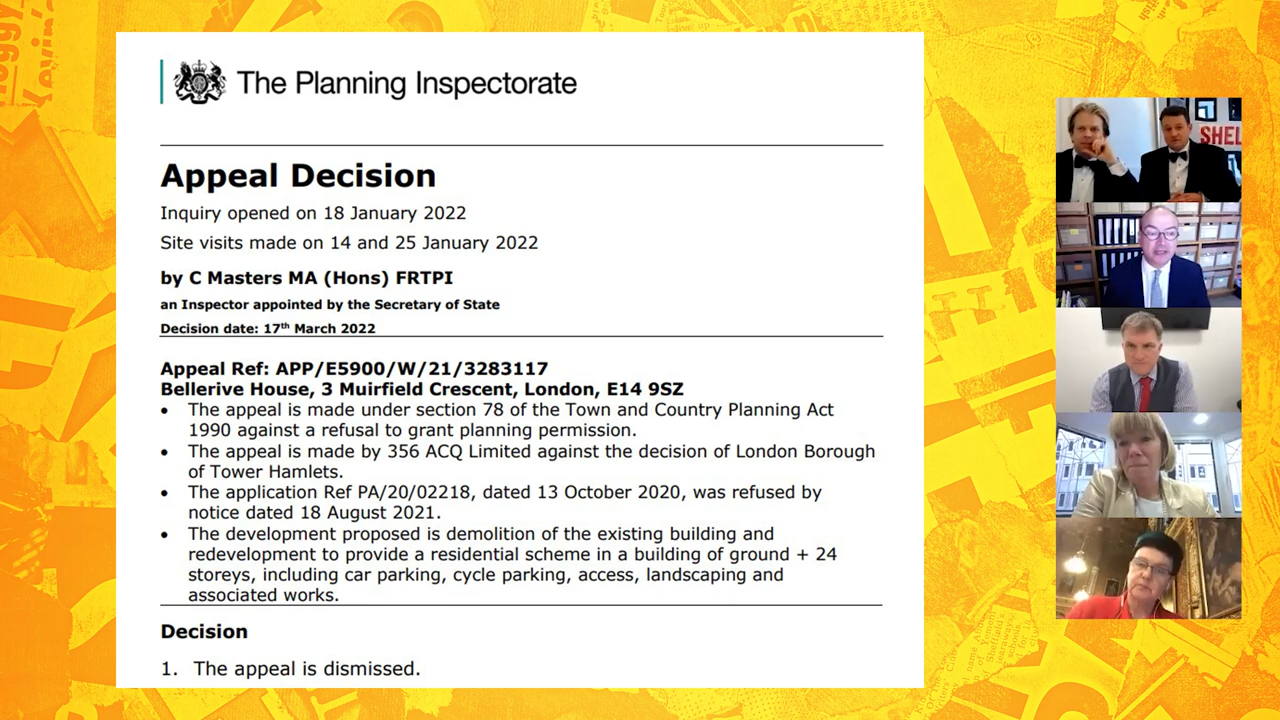 The Planning Inspectorate
Appeal Decision
Inquiry opened on 18 January 2022
Site visits made on 14 and 25 January 2022
by C Masters MA (Hons) FRTPI
an Inspector appointed by the Secretary of State
Decision date: 17th March 2022
Appeal Ref: APP/E5900/W/21/3283117
Bellerive House, 3 Muirfield Crescent, London, E14 9SZ
• The appeal is made under section 78 of the Town and Country Planning Act
1990 against a refusal to grant planning permission.
• The appeal is made by 356 ACQ Limited against the decision of London Borough
of Tower Hamlets.
• The application Ref PA/20/02218, dated 13 October 2020, was refused by
notice dated 18 August 2021.
• The development proposed is demolition of the existing building and
redevelopment to provide a residential scheme in a building of ground + 24
storeys, including car parking, cycle parking, access, landscaping and
associated works.
Decision
1. The appeal is dismissed.
SHEL